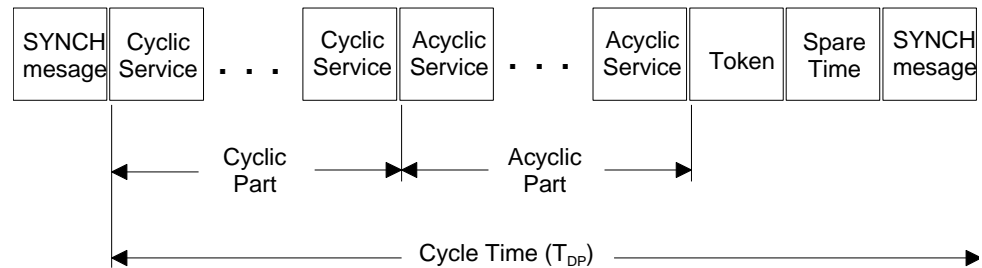 SYNCH
mesage
Cyclic
Service
. . .
Cyclic
Service
Acyclic
Service
. . .
Acyclic
Service
Token
Spare
Time
SYNCH
mesage
Cyclic
Part
Acyclic
Part
Cycle Time (TDP)